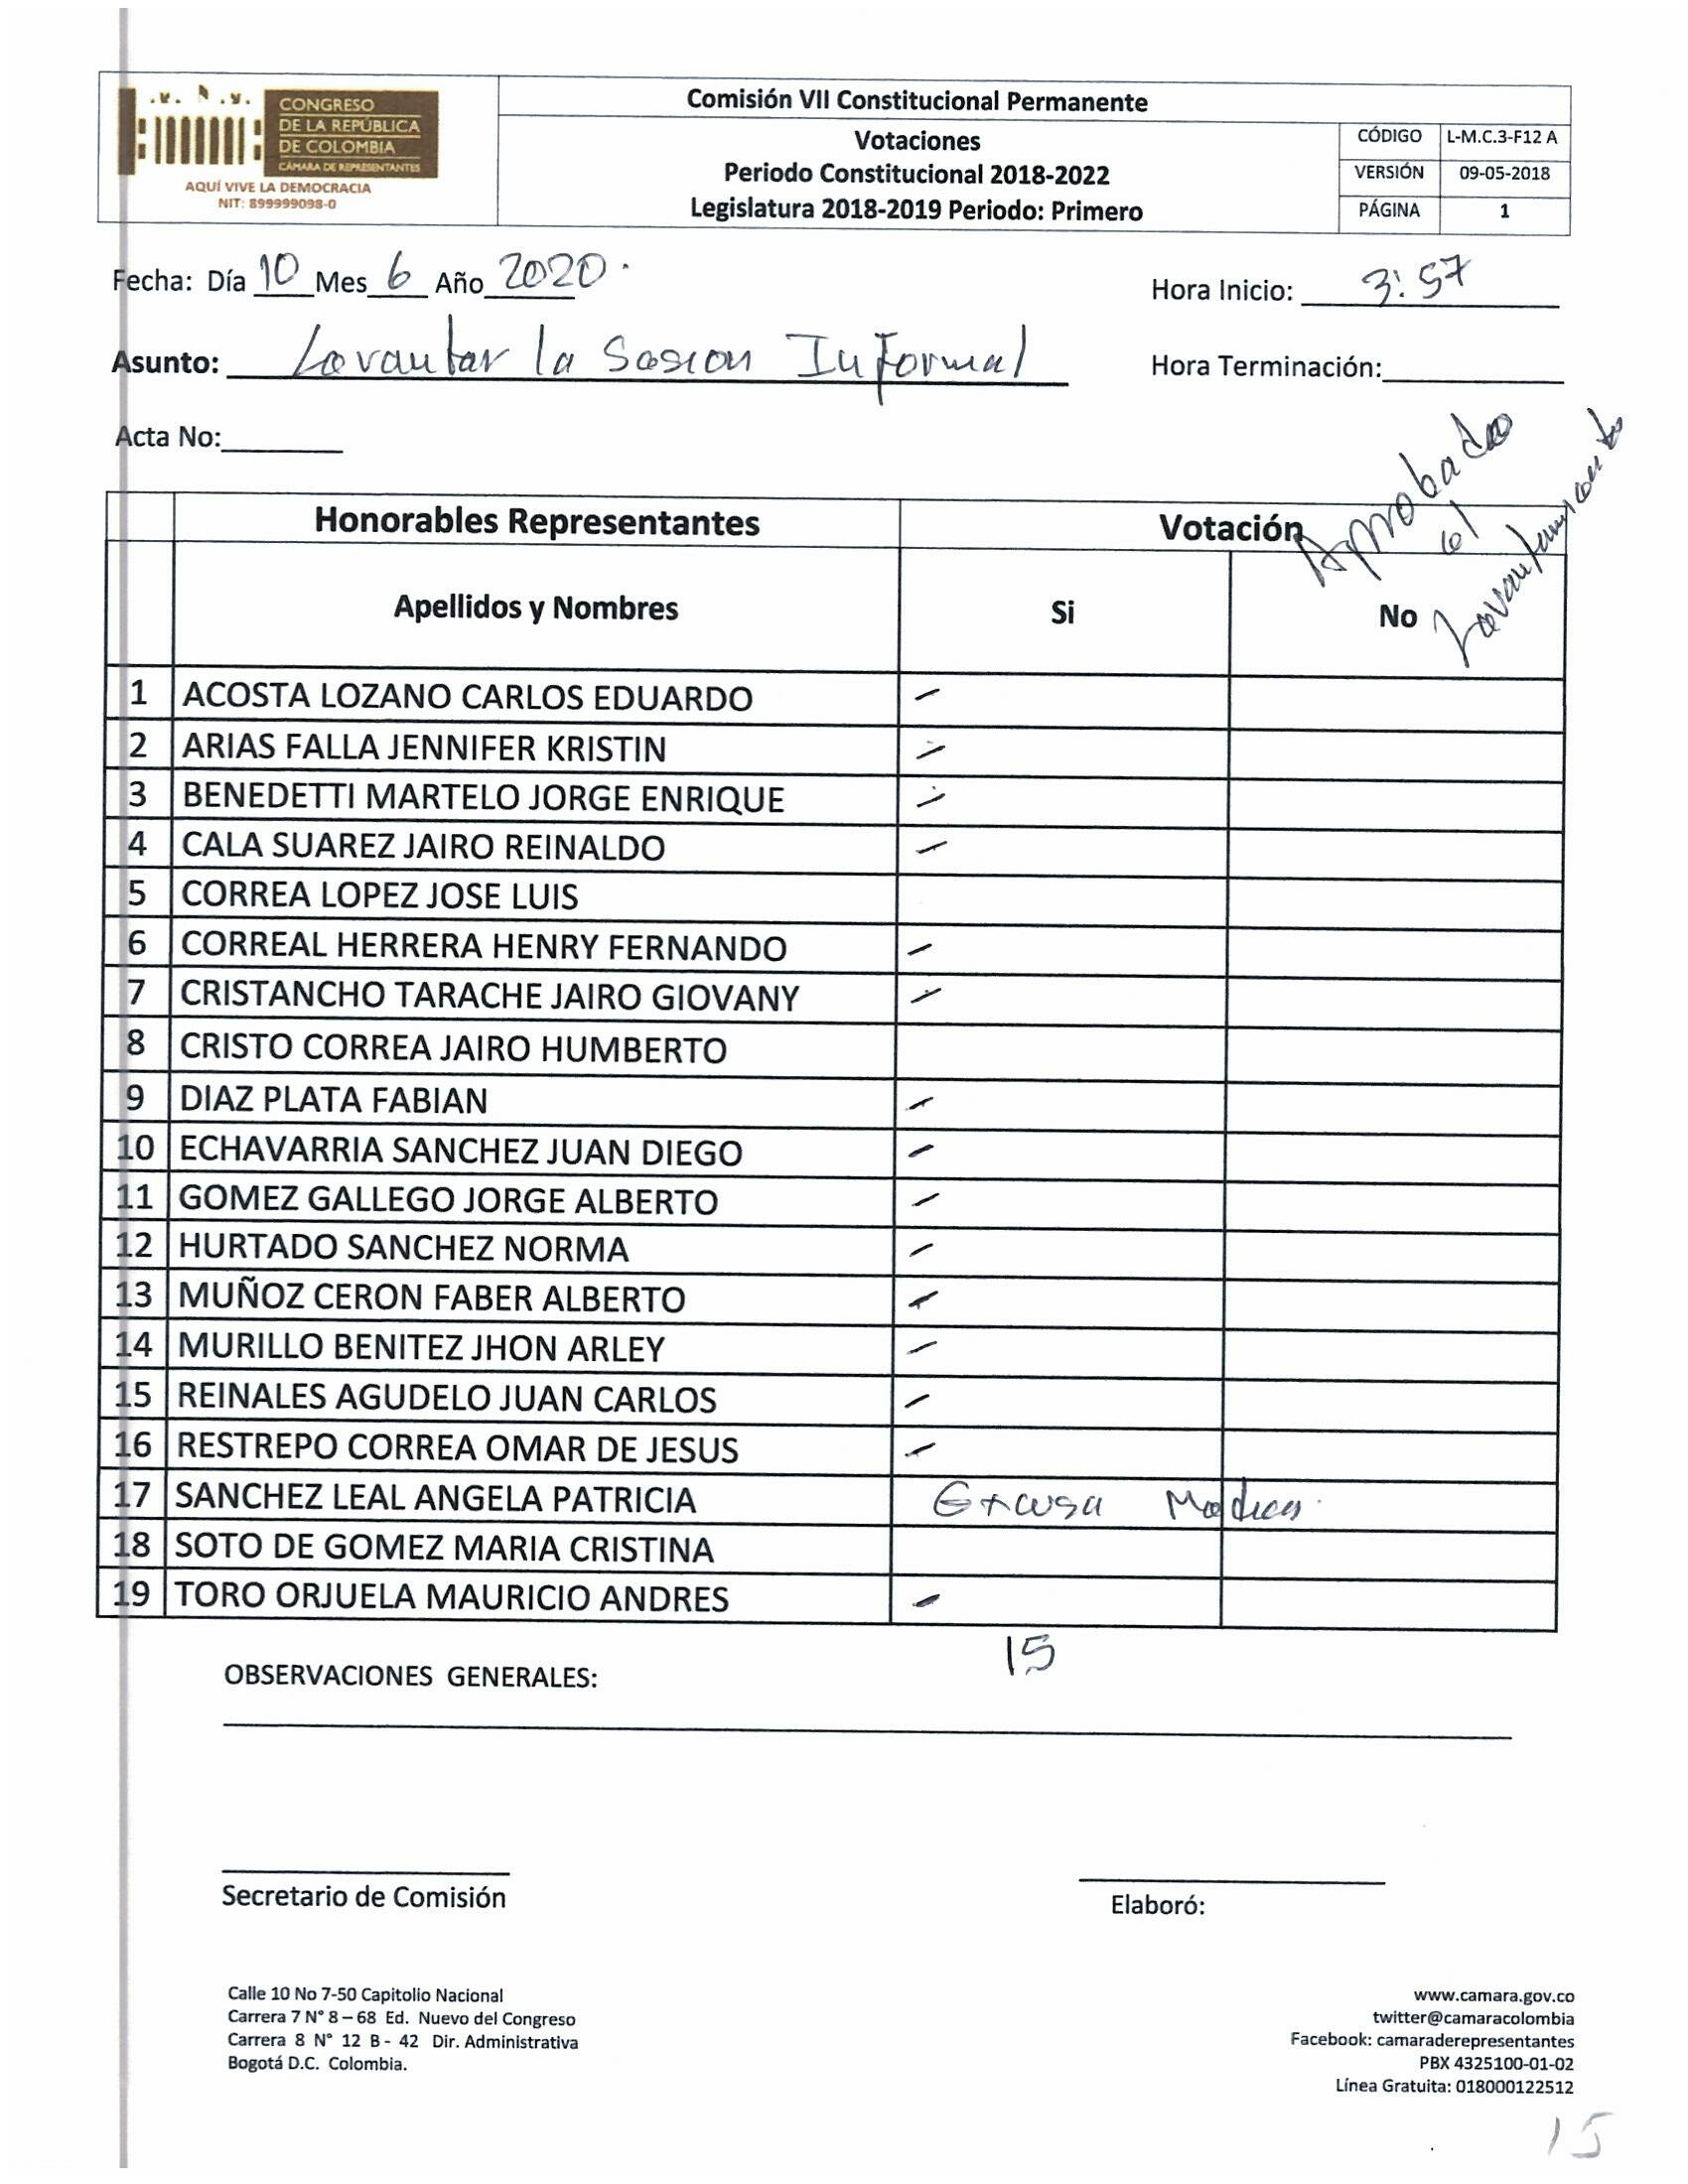 CONGRESO
DE LA REPÚBLICA
DE COLOMBIA
CÁMARA DE REPRESENTANTES
AQUÍ VIVE LA DEMOCRACIA
NIT: 899999098-0
Comisión VII Constitucional Permanente
Votaciones
Periodo Constitucional 2018-2022
Legislatura 2018-2019 Periodo: Primero
CÓDIGO L-M.C.3-F12 A
VERSIÓN 09-05-2018
PÁGINA 1
Fecha: Día 10 Mes 6 Año 2020.
Hora Inicio: 3:57
Asunto: Levantar la Sesion Informal
Hora Terminación:
Acta No:
Aprobado
el
Levantamiento
Honorables Representantes Votación
Apellidos y Nombres Si No
1 ACOSTA LOZANO CARLOS EDUARDO
2 ARIAS FALLA JENNIFER KRISTIN
3 BENEDETTI MARTELO JORGE ENRIQUE
4 CALA SUAREZ JAIRO REINALDO
5 CORREA LOPEZ JOSE LUIS
6 CORREAL HERRERA HENRY FERNANDO
7 CRISTANCHO TARACHE JAIRO GIOVANY
8 CRISTO CORREA JAIRO HUMBERTO
9 DIAZ PLATA FABIAN
10 ECHAVARRIA SANCHEZ JUAN DIEGO
11 GOMEZ GALLEGO JORGE ALBERTO
12 HURTADO SANCHEZ NORMA
13 MUÑOZ CERON FABER ALBERTO
14 MURILLO BENITEZ JHON ARLEY
15 REINALES AGUDELO JUAN CARLOS
16 RESTREPO CORREA OMAR DE JESUS
17 SANCHEZ LEAL ANGELA PATRICIA Excusa Medica.
18 SOTO DE GOMEZ MARIA CRISTINA
19 TORO ORJUELA MAURICIO ANDRES
15
OBSERVACIONES GENERALES:
Secretario de Comisión
Elaboró:
Calle 10 No 7-50 Capitolio Nacional
Carrera 7 N° 8 – 68 Ed. Nuevo del Congreso
Carrera 8 N° 12 B - 42 Dir. Administrativa
Bogotá D.C. Colombia.
www.camara.gov.co
twitter@camaracolombia
Facebook: camaraderepresentantes
PBX 4325100-01-02
Línea Gratuita: 018000122512
15